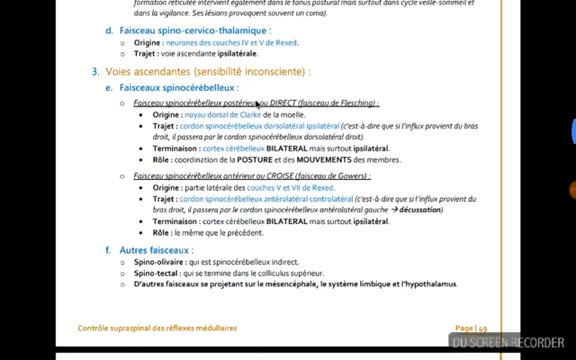 formation réticulée intervient également dans le tonus postural mais surtout dans cycle veille-sommeil et
dans la vigilance. Ses lésions provoquent souvent un coma).
d. Faisceau spino-cervico-thalamique :
o Origine : neurones des couches IV et V de Rexed.
o Trajet : voie ascendante ipsilatérale.
3. Voies ascendantes (sensibilité inconsciente) :
e. Faisceaux spinocérébelleux :
o Faisceau spinocérébelleux postérieur ou DIRECT (faisceau de Flesching) :
• Origine : noyau dorsal de Clarke de la moelle.
• Trajet : cordon spinocérébelleux dorsolatéral ipsilatéral (c'est-à-dire que si l'influx provient du bras
droit, il passera par le cordon spinocérébelleux dorsolatéral droit).
• Terminaison : cortex cérébelleux BILATERAL mais surtout ipsilatéral.
• Rôle : coordination de la POSTURE et des MOUVEMENTS des membres.
o Faisceau spinocérébelleux antérieur ou CROISE (faisceau de Gowers) :
• Origine : partie latérale des couches V et VII de Rexed.
• Trajet : cordon spinocérébelleux antérolatéral controlatéral (c'est-à-dire que si l'influx provient du
bras droit, il passera par le cordon spinocérébelleux antérolatéral gauche → décussation).
• Terminaison : cortex cérébelleux BILATERAL mais surtout ipsilatéral.
• Rôle : le même que le précédent.
f. Autres faisceaux :
o Spino-olivaire : qui est spinocérébelleux indirect.
o Spino-tectal : qui se termine dans le colliculus supérieur.
o D'autres faisceaux se projetant sur le mésencéphale, le système limbique et l'hypothalamus.
Contrôle supraspinal des réflexes médullaires
Page | 49
DU SCREEN RECORDER